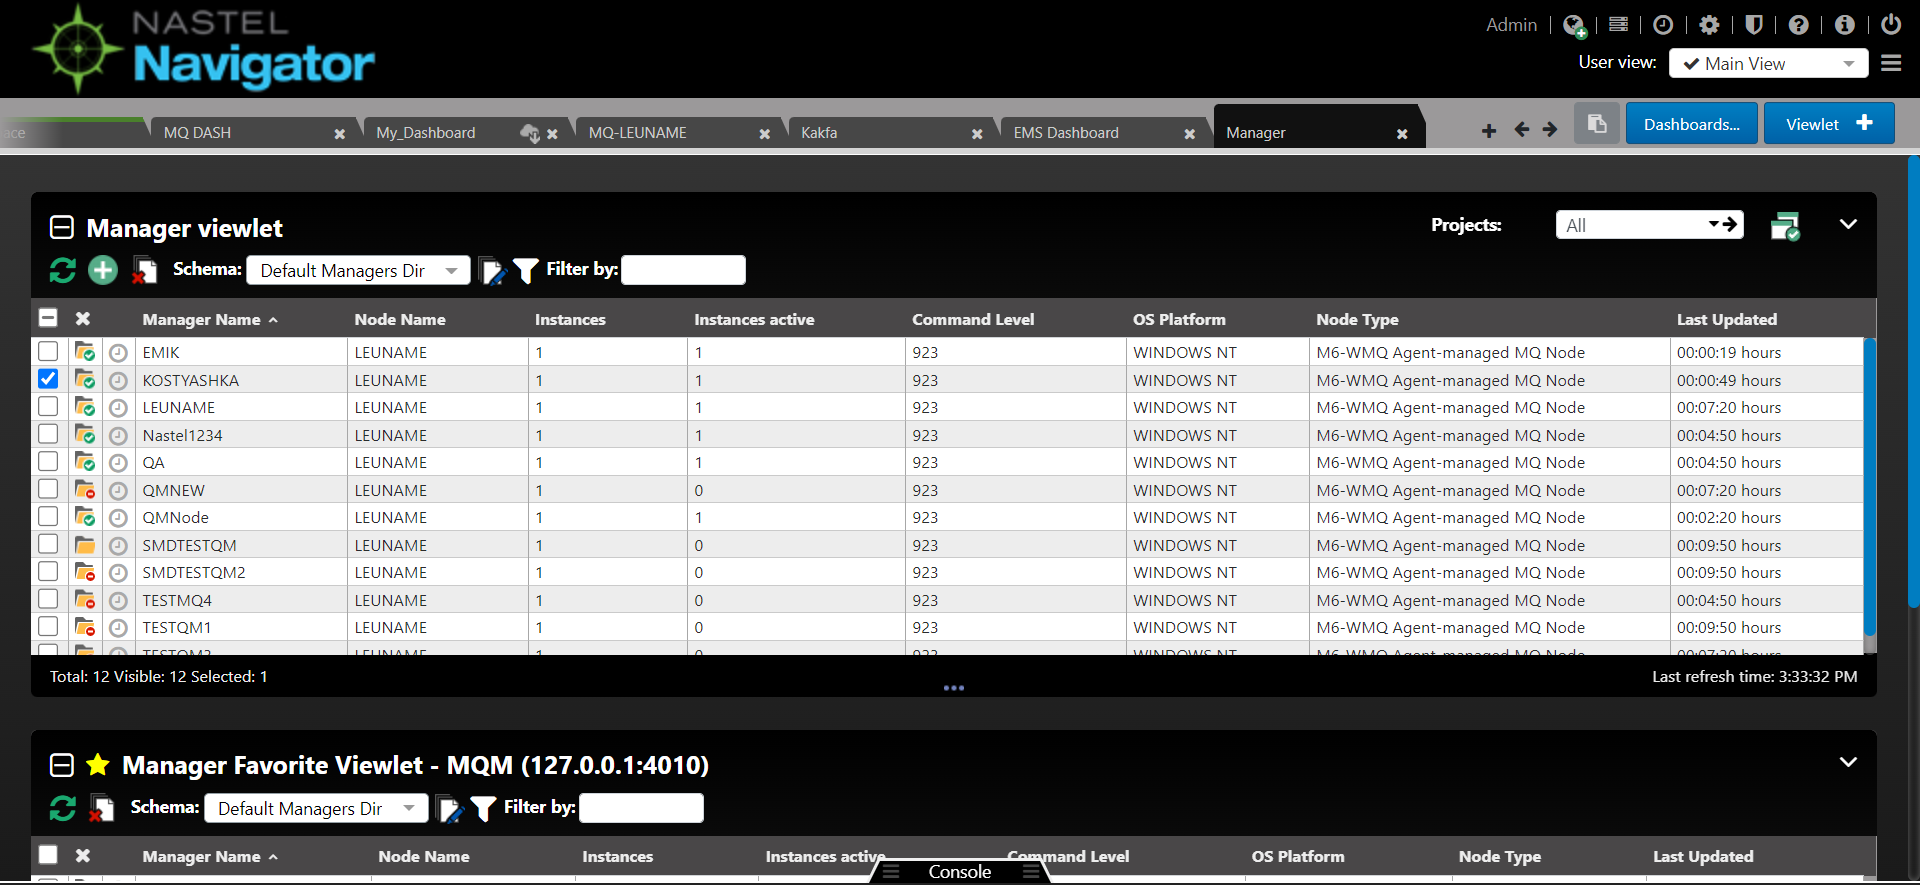 NASTEL
Navigator
Admin
User view: Main View
ace
MQ DASH
My_Dashboard
MQ-LEUNAME
Kakfa
EMS Dashboard
Manager
Dashboards...
Viewlet
Manager viewlet
Projects: All
Schema: Default Managers Dir Filter by:
Manager Name Node Name Instances Instances active Command Level OS Platform Node Type Last Updated
EMIK LEUNAME 1 1 923 WINDOWS NT M6-WMQ Agent-managed MQ Node 00:00:19 hours
KOSTYASHKA LEUNAME 1 1 923 WINDOWS NT M6-WMQ Agent-managed MQ Node 00:00:49 hours
LEUNAME LEUNAME 1 1 923 WINDOWS NT M6-WMQ Agent-managed MQ Node 00:07:20 hours
Nastel1234 LEUNAME 1 1 923 WINDOWS NT M6-WMQ Agent-managed MQ Node 00:04:50 hours
QA LEUNAME 1 1 923 WINDOWS NT M6-WMQ Agent-managed MQ Node 00:04:50 hours
QMNEW LEUNAME 1 0 923 WINDOWS NT M6-WMQ Agent-managed MQ Node 00:07:20 hours
QMNode LEUNAME 1 1 923 WINDOWS NT M6-WMQ Agent-managed MQ Node 00:02:20 hours
SMDTESTQM LEUNAME 1 0 923 WINDOWS NT M6-WMQ Agent-managed MQ Node 00:09:50 hours
SMDTESTQM2 LEUNAME 1 0 923 WINDOWS NT M6-WMQ Agent-managed MQ Node 00:09:50 hours
TESTMQ4 LEUNAME 1 0 923 WINDOWS NT M6-WMQ Agent-managed MQ Node 00:04:50 hours
TESTQM1 LEUNAME 1 0 923 WINDOWS NT M6-WMQ Agent-managed MQ Node 00:09:50 hours
LEUNAME 1 0 923 WINDOWS NT M6-WMQ Agent-managed MQ Node 00:07:20 hours
Total: 12 Visible: 12 Selected: 1
Last refresh time: 3:33:32 PM
Manager Favorite Viewlet - MQM (127.0.0.1:4010)
Schema: Default Managers Dir Filter by:
Manager Name Node Name Instances Instances active Command Level OS Platform Node Type Last Updated
Console